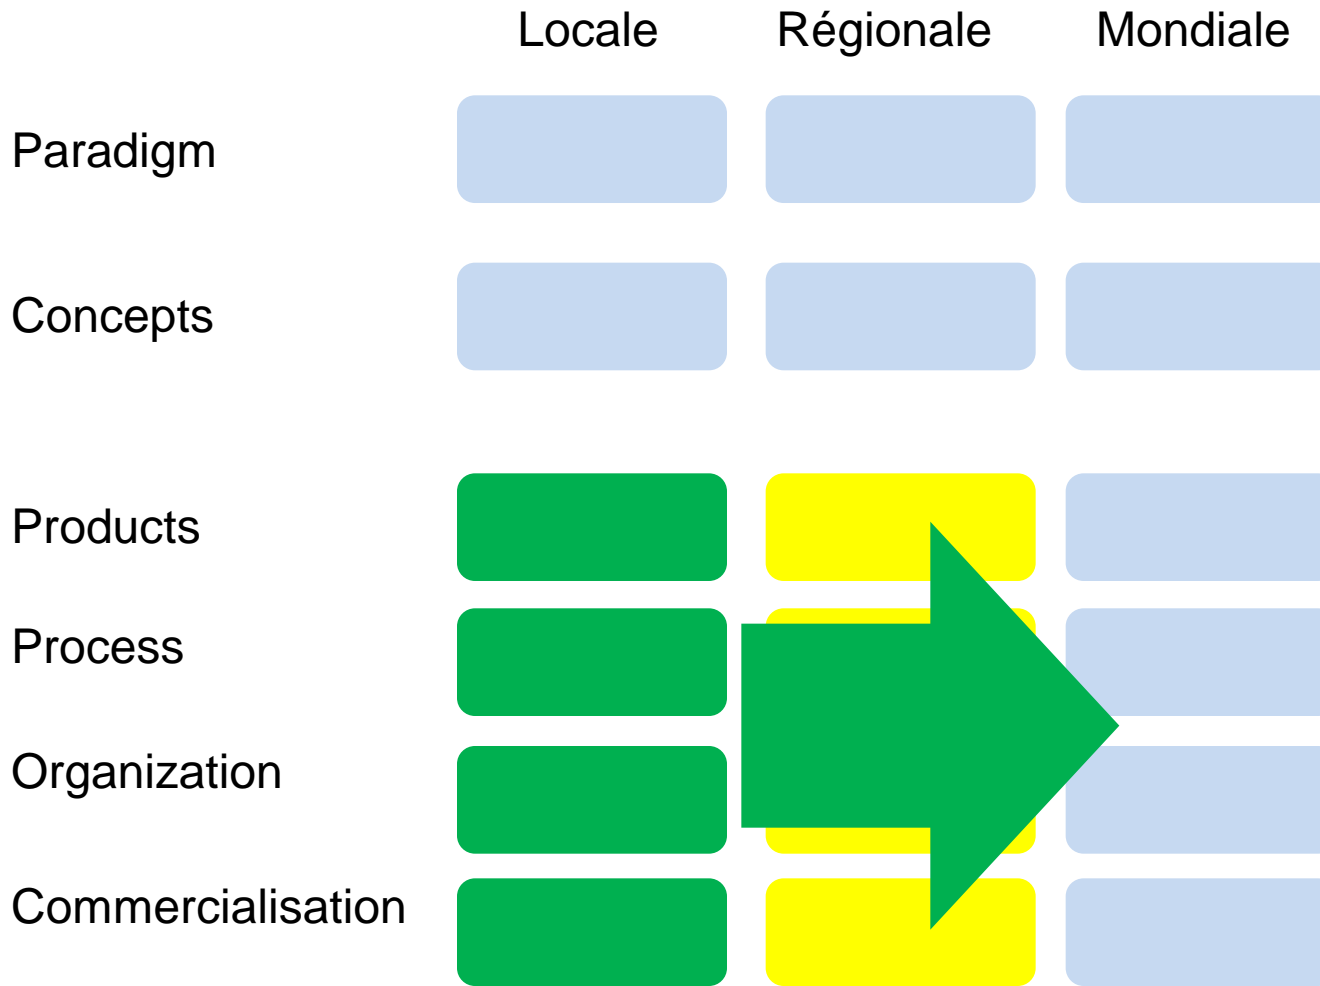 Locale Régionale Mondiale
Paradigm
Concepts
Products
Process
Organization
Commercialisation